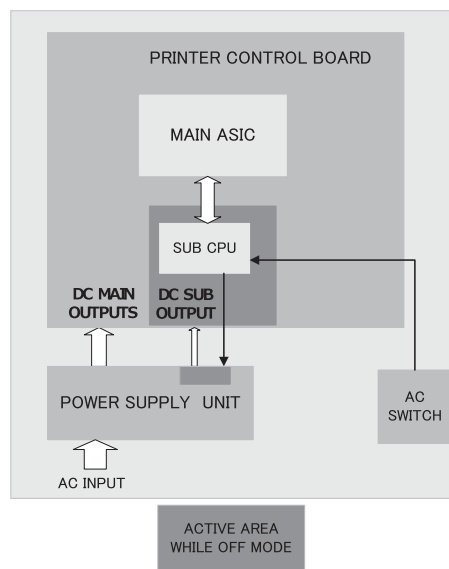 PRINTER CONTROL BOARD
MAIN ASIC
SUB CPU
DC MAIN
OUTPUTS
DC SUB
OUTPUT
POWER SUPPLY UNIT
AC
SWITCH
AC INPUT
ACTIVE AREA
WHILE OFF MODE